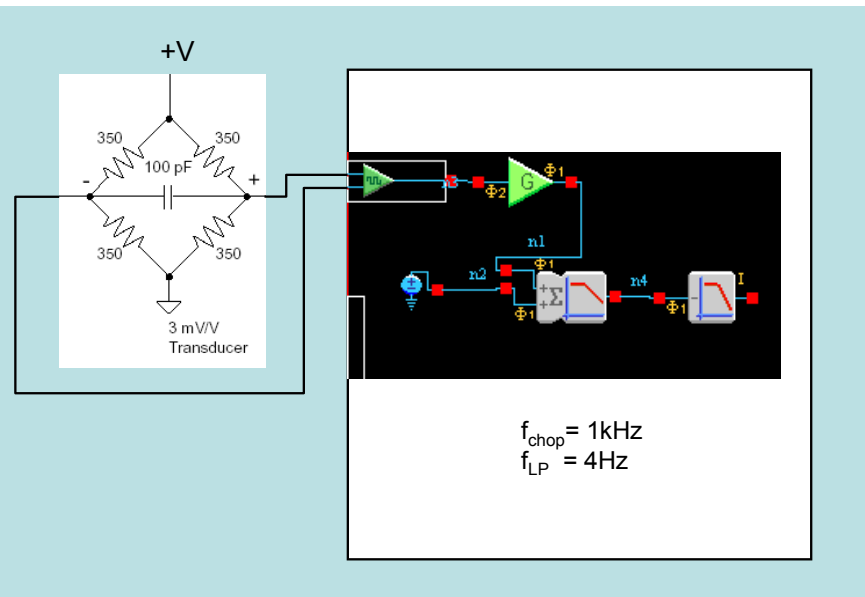 +V
350
350
100 pF
-
+
350
350
3 mV/V
Transducer
G
Φ1
Φ2
n1
n2
Φ1
+
+
Σ
Φ1
n4
Φ1
-
I
f_chop= 1kHz
f_LP = 4Hz